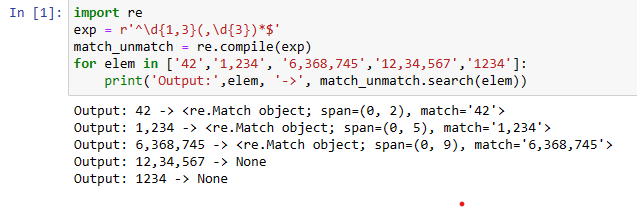 In [1]: import re
exp = r'^\d{1,3}(,\d{3})*$'
match_unmatch = re.compile(exp)
for elem in ['42','1,234', '6,368,745','12,34,567','1234']:
    print('Output:',elem, '->', match_unmatch.search(elem))
Output: 42 -> <re.Match object; span=(0, 2), match='42'>
Output: 1,234 -> <re.Match object; span=(0, 5), match='1,234'>
Output: 6,368,745 -> <re.Match object; span=(0, 9), match='6,368,745'>
Output: 12,34,567 -> None
Output: 1234 -> None